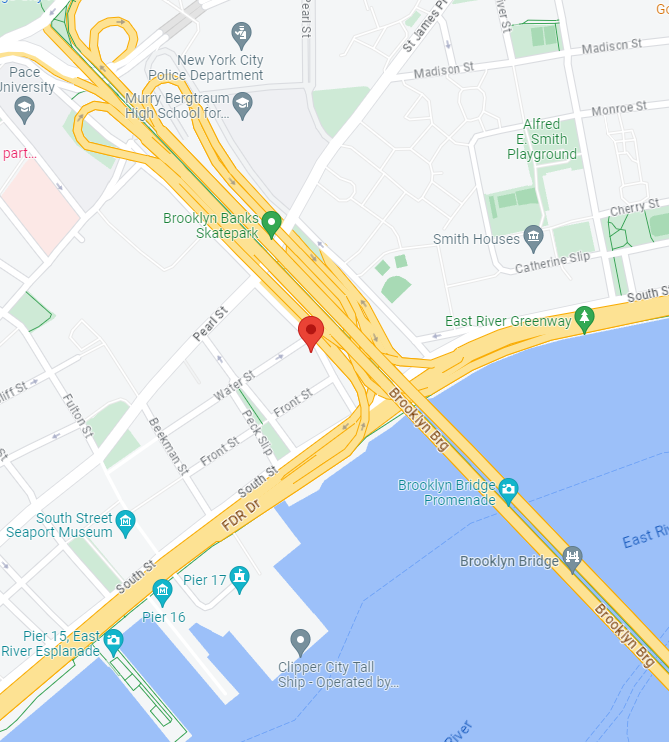 Go
Pearl St
St James Pl
New York City
Police Department
Madison St
Madison St
Pace
University
Murry Bergtraum
High School for...
Monroe St
Alfred
E. Smith
Playground
part...
Cherry St
Brooklyn Banks
Skatepark
Smith Houses
Catherine Slip
South St
Pearl St
East River Greenway
Water St
Cliff St
Fulton St
Beekman St
Peck Slip
Front St
Front St
Brooklyn Brg
South St
FDR Dr
Brooklyn Bridge
Promenade
South Street
Seaport Museum
East Ri
Brooklyn Bridge
South St
Pier 17
Pier 16
Brooklyn Brg
Pier 15, East
River Esplanade
Clipper City Tall
Ship - Operated by...
River